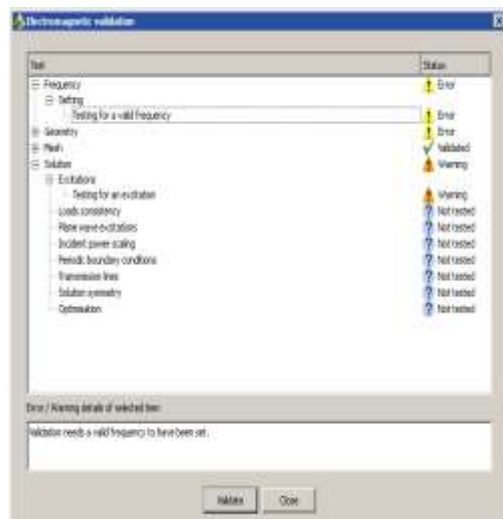 Electromagnetic validation
Test Status
Frequency Error
Setting
Testing for a valid frequency Error
Geometry Error
Mesh Validated
Solution Warning
Excitations
Testing for an excitation Warning
Loads consistency Not tested
Plane wave excitations Not tested
Incident power scaling Not tested
Periodic boundary conditions Not tested
Transmission lines Not tested
Solution symmetry Not tested
Optimisation Not tested
Error / Warning details of selected item
Validation needs a valid frequency to have been set.
Validate Close